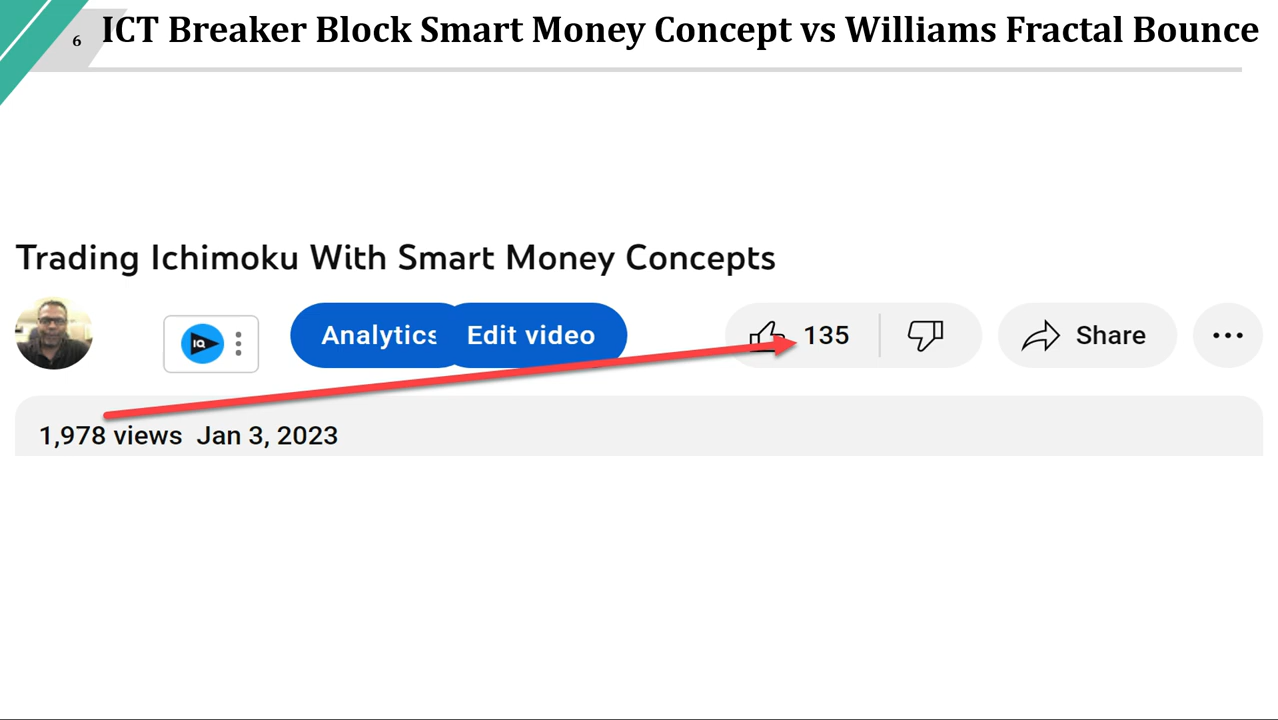 6
ICT Breaker Block Smart Money Concept vs Williams Fractal Bounce
Trading Ichimoku With Smart Money Concepts
IQ Analytics Edit video 135 Share
1,978 views Jan 3, 2023